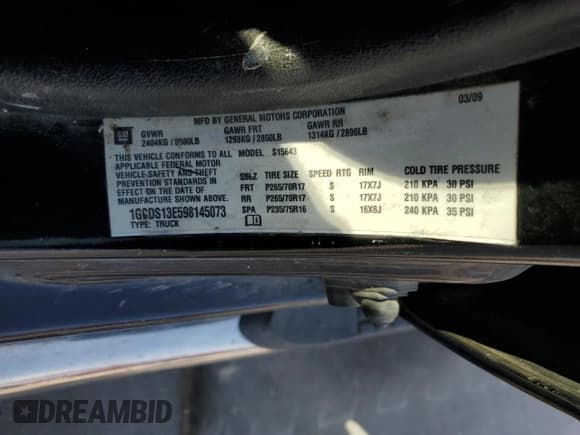 MFD BY GENERAL MOTORS CORPORATION
03/09
GM
GVWR GAWR FRT GAWR RR
2404KG / 5300LB 1293KG / 2850LB 1314KG / 2896LB
THIS VEHICLE CONFORMS TO ALL MODEL S15643
APPLICABLE FEDERAL MOTOR
VEHICLE-SAFETY AND THEFT
PREVENTION STANDARDS IN
EFFECT ON THE DATE OF
MANUFACTURE SHOWN ABOVE.
1GCDS13E598145073
TYPE: TRUCK
TIRE SIZE SPEED RTG RIM COLD TIRE PRESSURE
FRT P265/70R17 S 17X7J 210 KPA 30 PSI
RR P265/70R17 S 17X7J 210 KPA 30 PSI
SPA P235/75R16 S 16X6J 240 KPA 35 PSI
DREAMBID